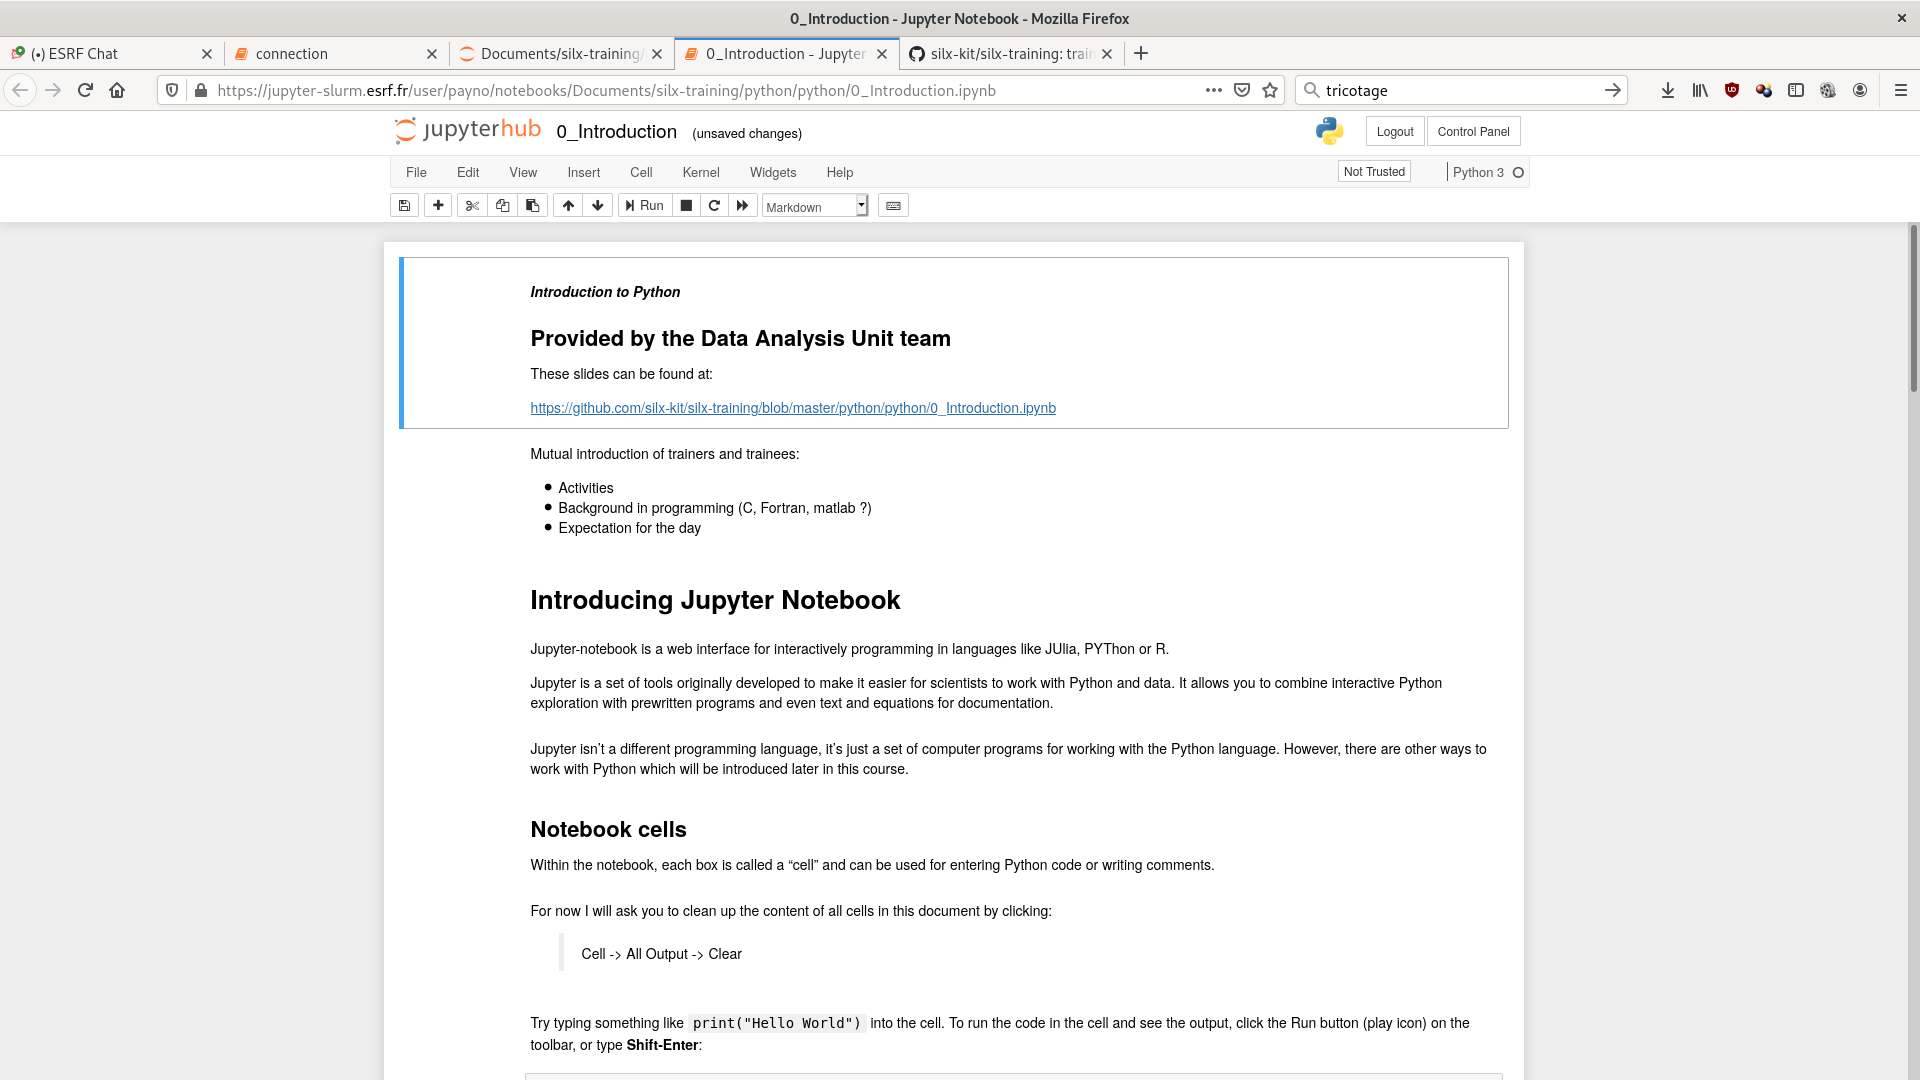 0_Introduction - Jupyter Notebook - Mozilla Firefox
(•) ESRF Chat
connection
Documents/silx-training/
0_Introduction - Jupyter
silx-kit/silx-training: train
https://jupyter-slurm.esrf.fr/user/payno/notebooks/Documents/silx-training/python/python/0_Introduction.ipynb
tricotage
jupyterhub 0_Introduction (unsaved changes)
Logout
Control Panel
File Edit View Insert Cell Kernel Widgets Help
Not Trusted
Python 3
Run
Markdown
Introduction to Python
Provided by the Data Analysis Unit team
These slides can be found at:
https://github.com/silx-kit/silx-training/blob/master/python/python/0_Introduction.ipynb
Mutual introduction of trainers and trainees:
• Activities
• Background in programming (C, Fortran, matlab ?)
• Expectation for the day
Introducing Jupyter Notebook
Jupyter-notebook is a web interface for interactively programming in languages like JUlia, PYThon or R.
Jupyter is a set of tools originally developed to make it easier for scientists to work with Python and data. It allows you to combine interactive Python
exploration with prewritten programs and even text and equations for documentation.
Jupyter isn’t a different programming language, it’s just a set of computer programs for working with the Python language. However, there are other ways to
work with Python which will be introduced later in this course.
Notebook cells
Within the notebook, each box is called a “cell” and can be used for entering Python code or writing comments.
For now I will ask you to clean up the content of all cells in this document by clicking:
Cell -> All Output -> Clear
Try typing something like print("Hello World") into the cell. To run the code in the cell and see the output, click the Run button (play icon) on the
toolbar, or type Shift-Enter: